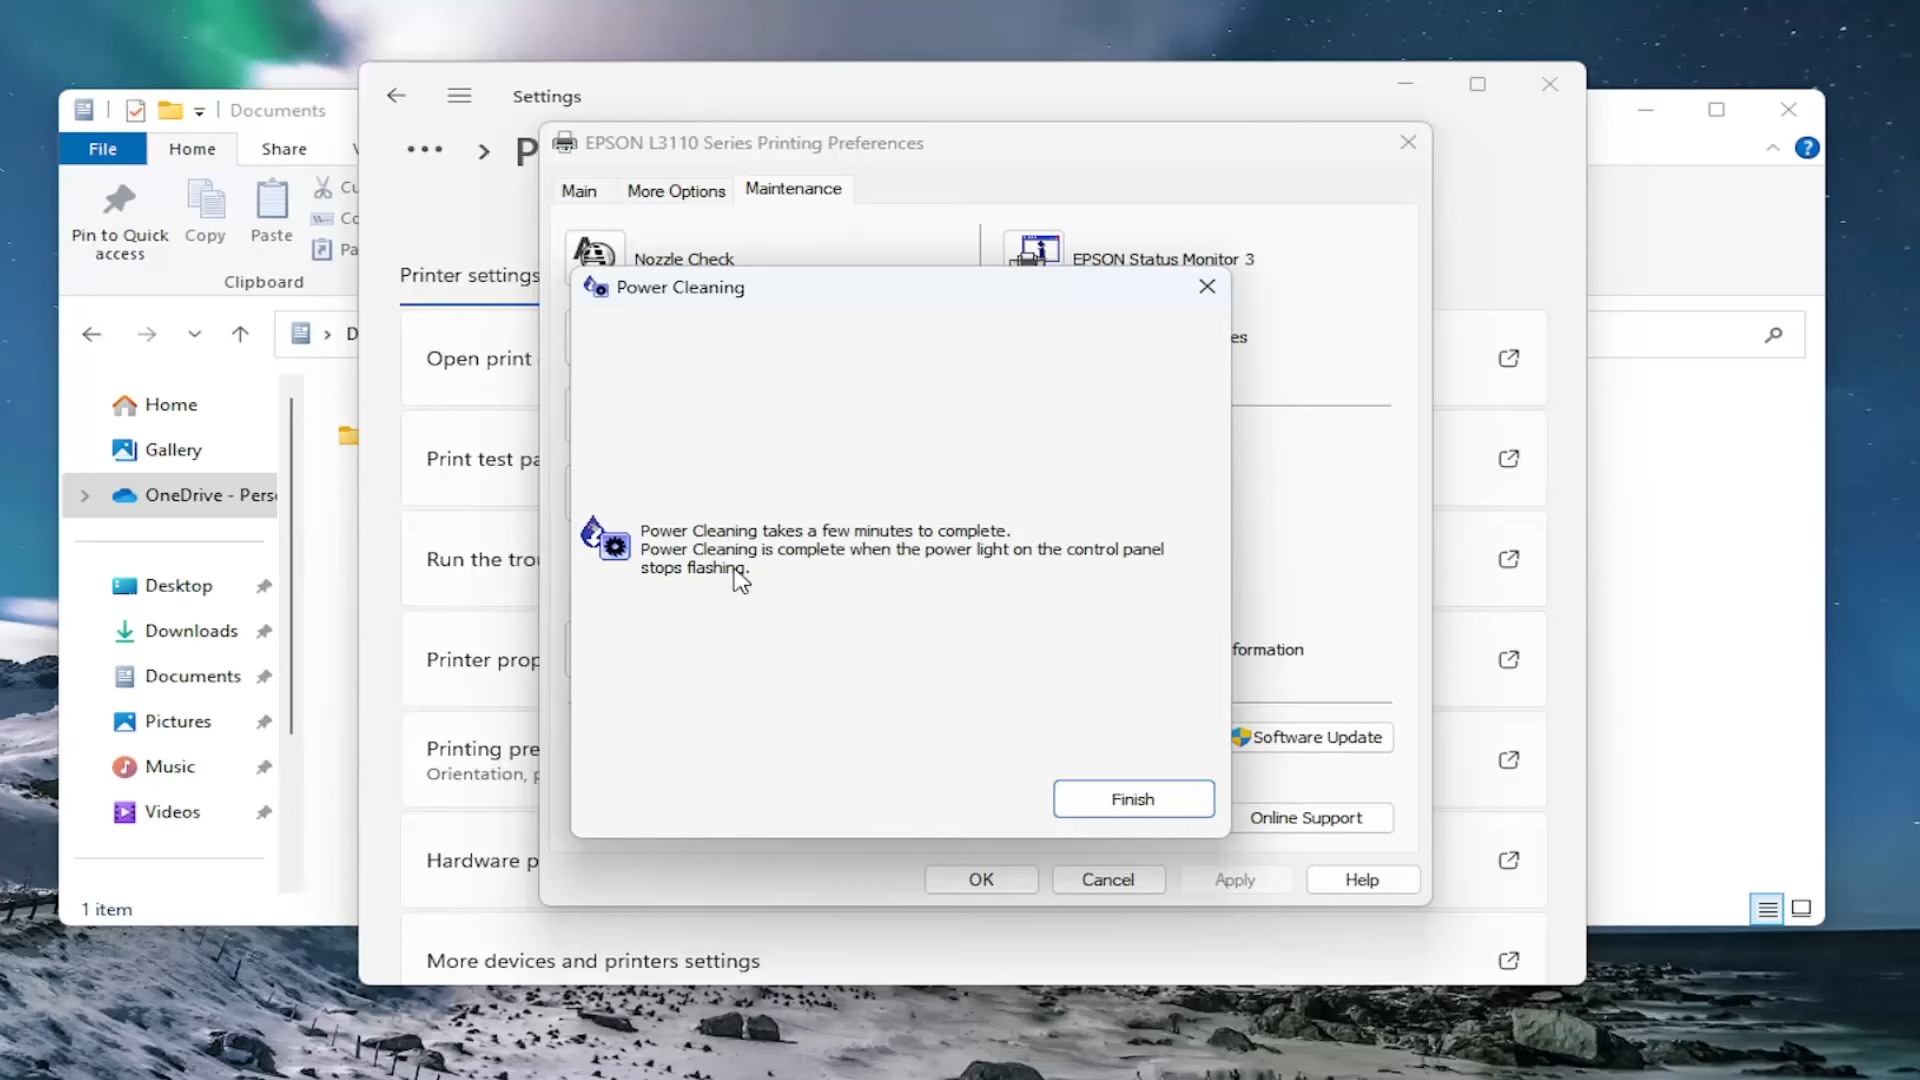 Documents
File
Home
Share
Pin to Quick access
Copy
Paste
Clipboard
Home
Gallery
OneDrive - Pers
Desktop
Downloads
Documents
Pictures
Music
Videos
1 item
Settings
Printer settings
Open print
Print test pa
Run the trou
Printer prop
Printing pre
Orientation, p
Hardware p
More devices and printers settings
EPSON L3110 Series Printing Preferences
Main
More Options
Maintenance
Nozzle Check
EPSON Status Monitor 3
es
formation
Software Update
Online Support
OK
Cancel
Apply
Help
Power Cleaning
Power Cleaning takes a few minutes to complete.
Power Cleaning is complete when the power light on the control panel
stops flashing.
Finish